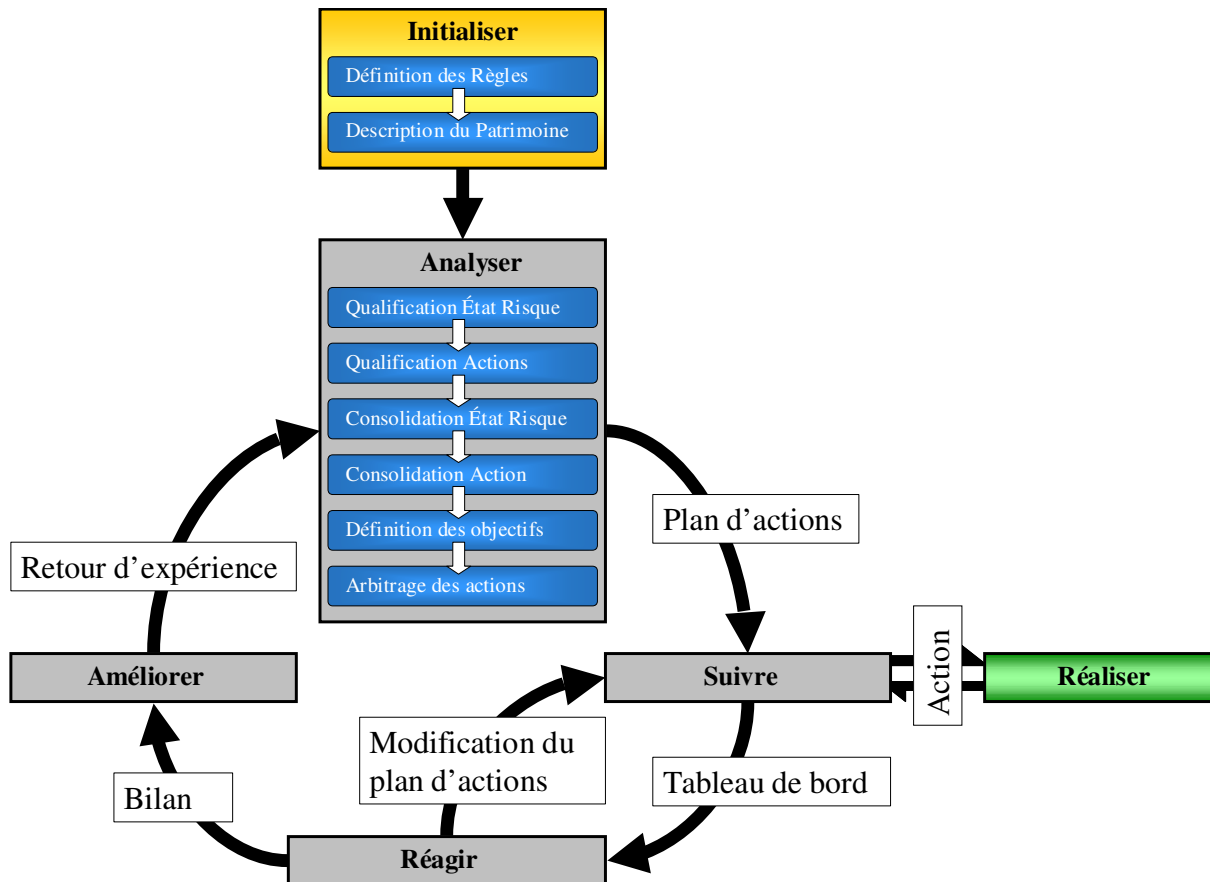 Initialiser
Définition des Règles
Description du Patrimoine
Analyser
Qualification État Risque
Qualification Actions
Consolidation État Risque
Consolidation Action
Définition des objectifs
Arbitrage des actions
Plan d’actions
Retour d’expérience
Améliorer
Suivre
Action
Réaliser
Modification du
plan d’actions
Tableau de bord
Bilan
Réagir